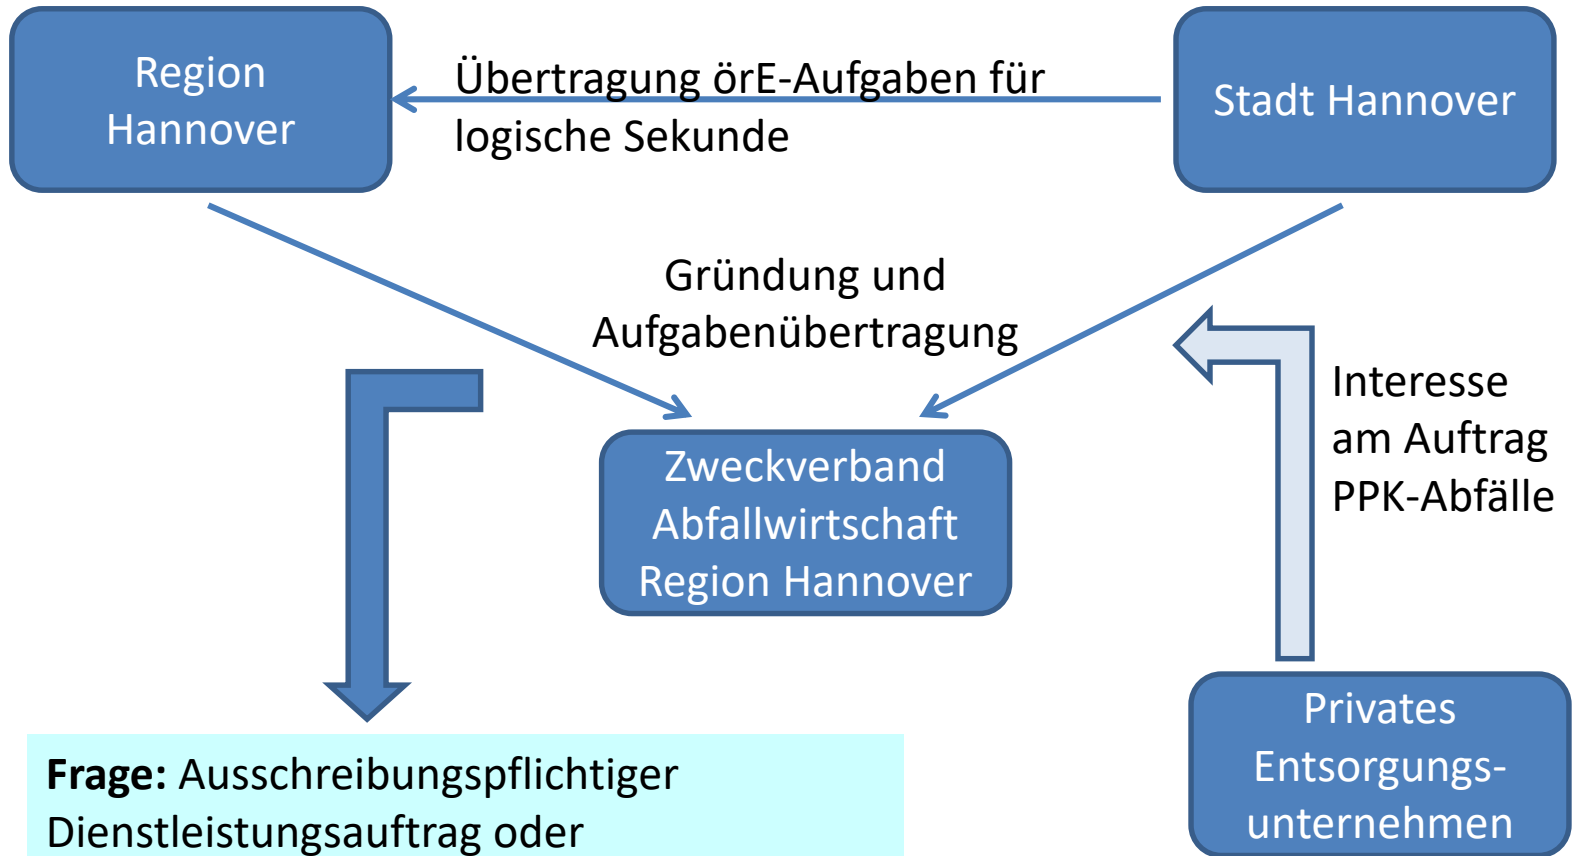 Region
Hannover
Übertragung örE-Aufgaben für
logische Sekunde
Stadt Hannover
Gründung und
Aufgabenübertragung
Interesse
am Auftrag
PPK-Abfälle
Zweckverband
Abfallwirtschaft
Region Hannover
Privates
Entsorgungs-
unternehmen
Frage: Ausschreibungspflichtiger
Dienstleistungsauftrag oder